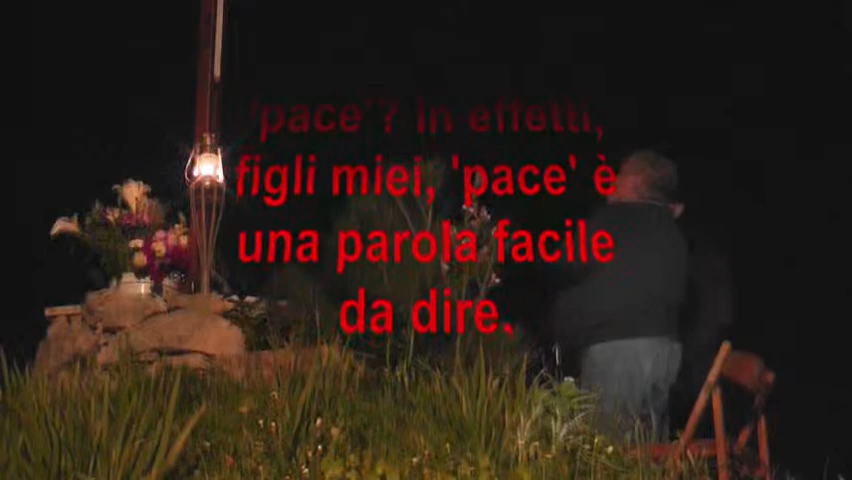 'pace'? In effetti,
figli miei, 'pace' è
una parola facile
da dire.